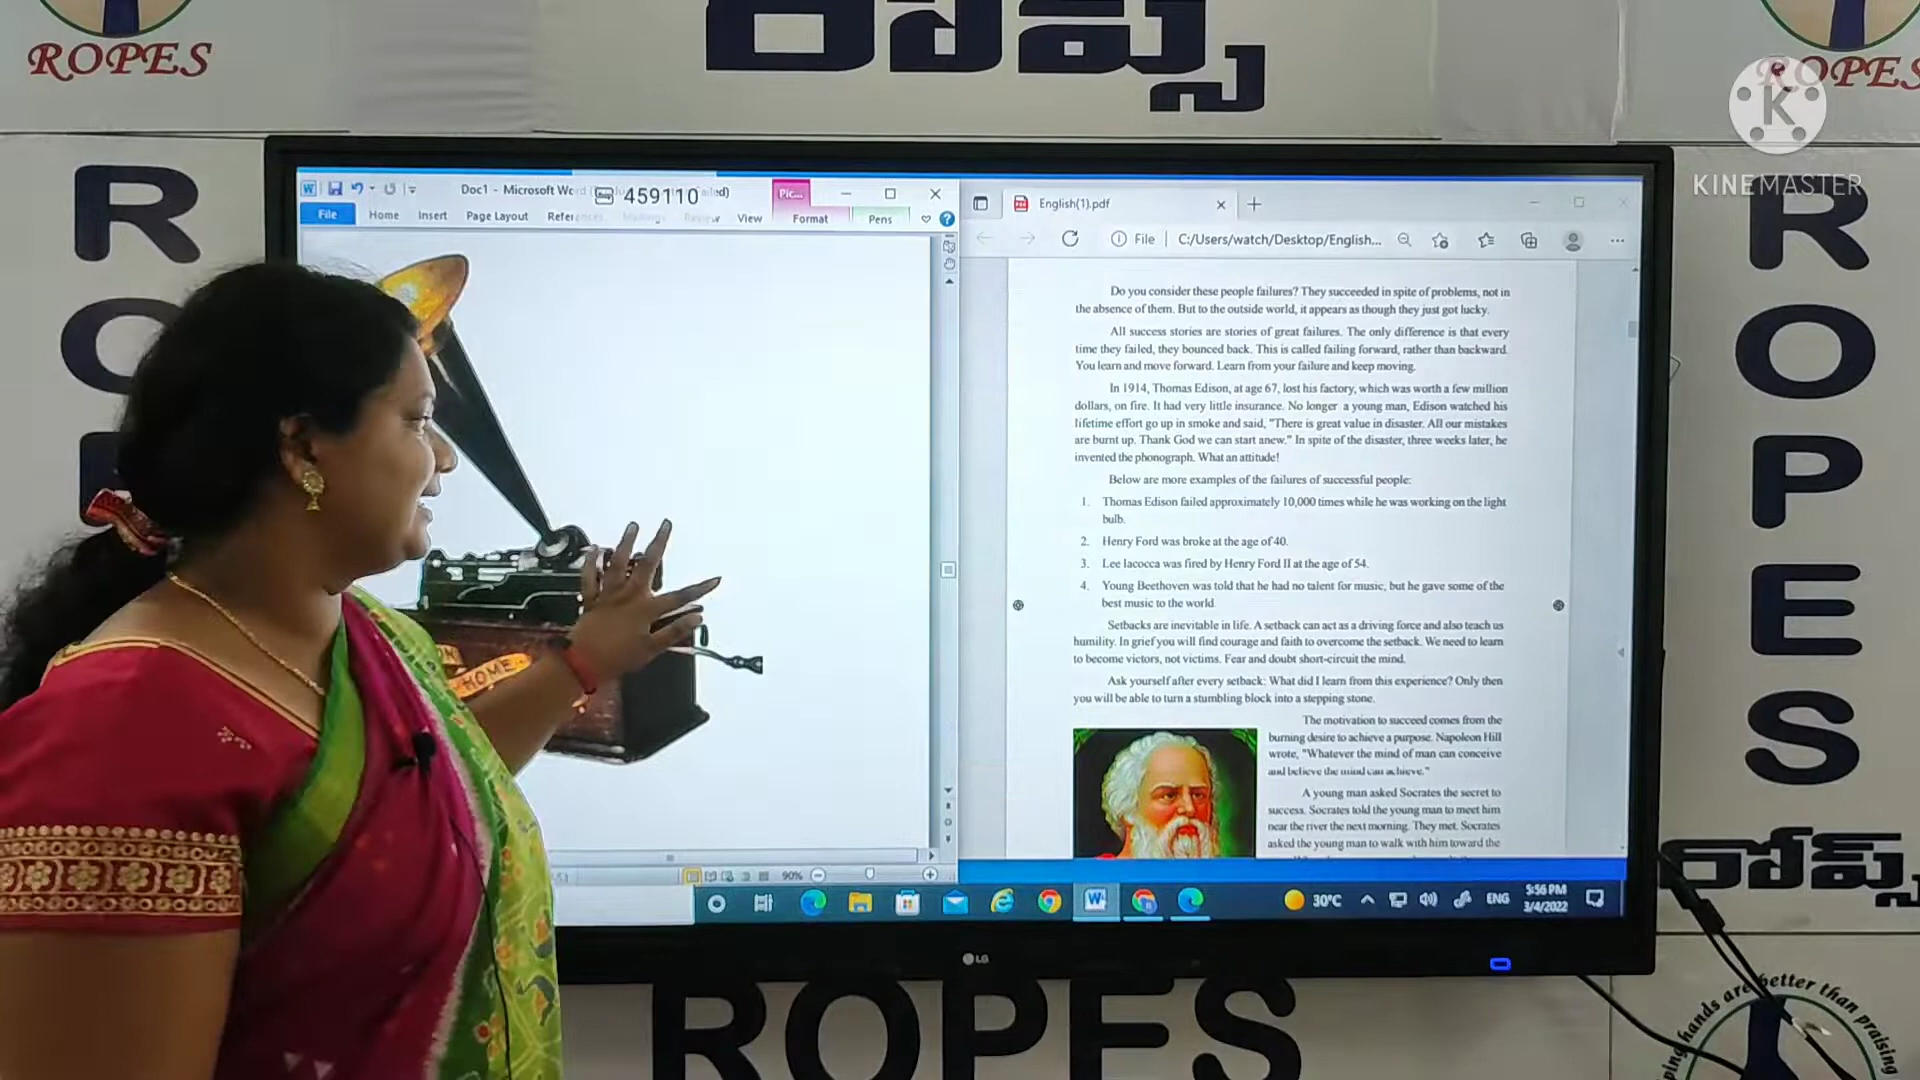 ROPES
రోప్స్
ROPES
KINEMASTER
R
O
P
E
S
Doc1 - Microsoft Word
459110
Pic...
File
Home
Insert
Page Layout
References
Mailings
Review
View
Format
Pens
ON
HOME
90%
English(1).pdf
File
C:/Users/watch/Desktop/English...
Do you consider these people failures? They succeeded in spite of problems, not in
the absence of them. But to the outside world, it appears as though they just got lucky.
All success stories are stories of great failures. The only difference is that every
time they failed, they bounced back. This is called failing forward, rather than backward.
You learn and move forward. Learn from your failure and keep moving.
In 1914, Thomas Edison, at age 67, lost his factory, which was worth a few million
dollars, on fire. It had very little insurance. No longer a young man, Edison watched his
lifetime effort go up in smoke and said, "There is great value in disaster. All our mistakes
are burnt up. Thank God we can start anew." In spite of the disaster, three weeks later, he
invented the phonograph. What an attitude!
Below are more examples of the failures of successful people:
1. Thomas Edison failed approximately 10,000 times while he was working on the light
bulb.
2. Henry Ford was broke at the age of 40.
3. Lee Iacocca was fired by Henry Ford II at the age of 54.
4. Young Beethoven was told that he had no talent for music, but he gave some of the
best music to the world
Setbacks are inevitable in life. A setback can act as a driving force and also teach us
humility. In grief you will find courage and faith to overcome the setback. We need to learn
to become victors, not victims. Fear and doubt short-circuit the mind.
Ask yourself after every setback: What did I learn from this experience? Only then
you will be able to turn a stumbling block into a stepping stone.
The motivation to succeed comes from the
burning desire to achieve a purpose. Napoleon Hill
wrote, "Whatever the mind of man can conceive
and believe the mind can achieve."
A young man asked Socrates the secret to
success. Socrates told the young man to meet him
near the river the next morning. They met. Socrates
asked the young man to walk with him toward the
30°C
ENG
5:56 PM
3/4/2022
LG
R
O
P
E
S
రోప్స్
ROPES
hands are better than praising